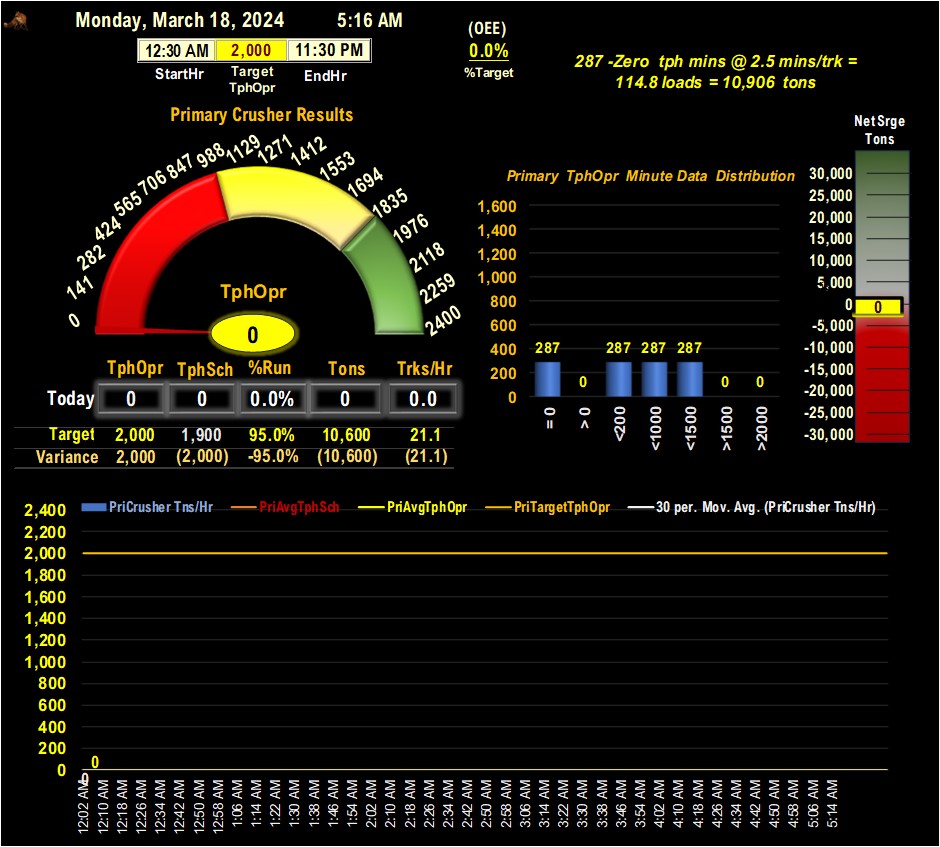 Monday, March 18, 2024 5:16 AM
12:30 AM 2,000 11:30 PM
StartHr Target TphOpr EndHr
(OEE)
0.0%
%Target
287 -Zero tph mins @ 2.5 mins/trk =
114.8 loads = 10,906 tons
Primary Crusher Results
0
141
282
424
565
706
847
988
1129
1271
1412
1553
1694
1835
1976
2118
2259
2400
TphOpr
0
TphOpr TphSch %Run Tons Trks/Hr
Today 0 0 0.0% 0 0.0
Target 2,000 1,900 95.0% 10,600 21.1
Variance 2,000 (2,000) -95.0% (10,600) (21.1)
Primary TphOpr Minute Data Distribution
1,600
1,400
1,200
1,000
800
600
400
200
0
287 0 287 287 287 0 0
= 0 > 0 <200 <1000 <1500 >1500 >2000
NetSrge
Tons
30,000
25,000
20,000
15,000
10,000
5,000
0
0
-5,000
-10,000
-15,000
-20,000
-25,000
-30,000
PriCrusher Tns/Hr PriAvgTphSch PriAvgTphOpr PriTargetTphOpr 30 per. Mov. Avg. (PriCrusher Tns/Hr)
2,400
2,200
2,000
1,800
1,600
1,400
1,200
1,000
800
600
400
200
0
0
0
12:02 AM
12:10 AM
12:18 AM
12:26 AM
12:34 AM
12:42 AM
12:50 AM
12:58 AM
1:06 AM
1:14 AM
1:22 AM
1:30 AM
1:38 AM
1:46 AM
1:54 AM
2:02 AM
2:10 AM
2:18 AM
2:26 AM
2:34 AM
2:42 AM
2:50 AM
2:58 AM
3:06 AM
3:14 AM
3:22 AM
3:30 AM
3:38 AM
3:46 AM
3:54 AM
4:02 AM
4:10 AM
4:18 AM
4:26 AM
4:34 AM
4:42 AM
4:50 AM
4:58 AM
5:06 AM
5:14 AM